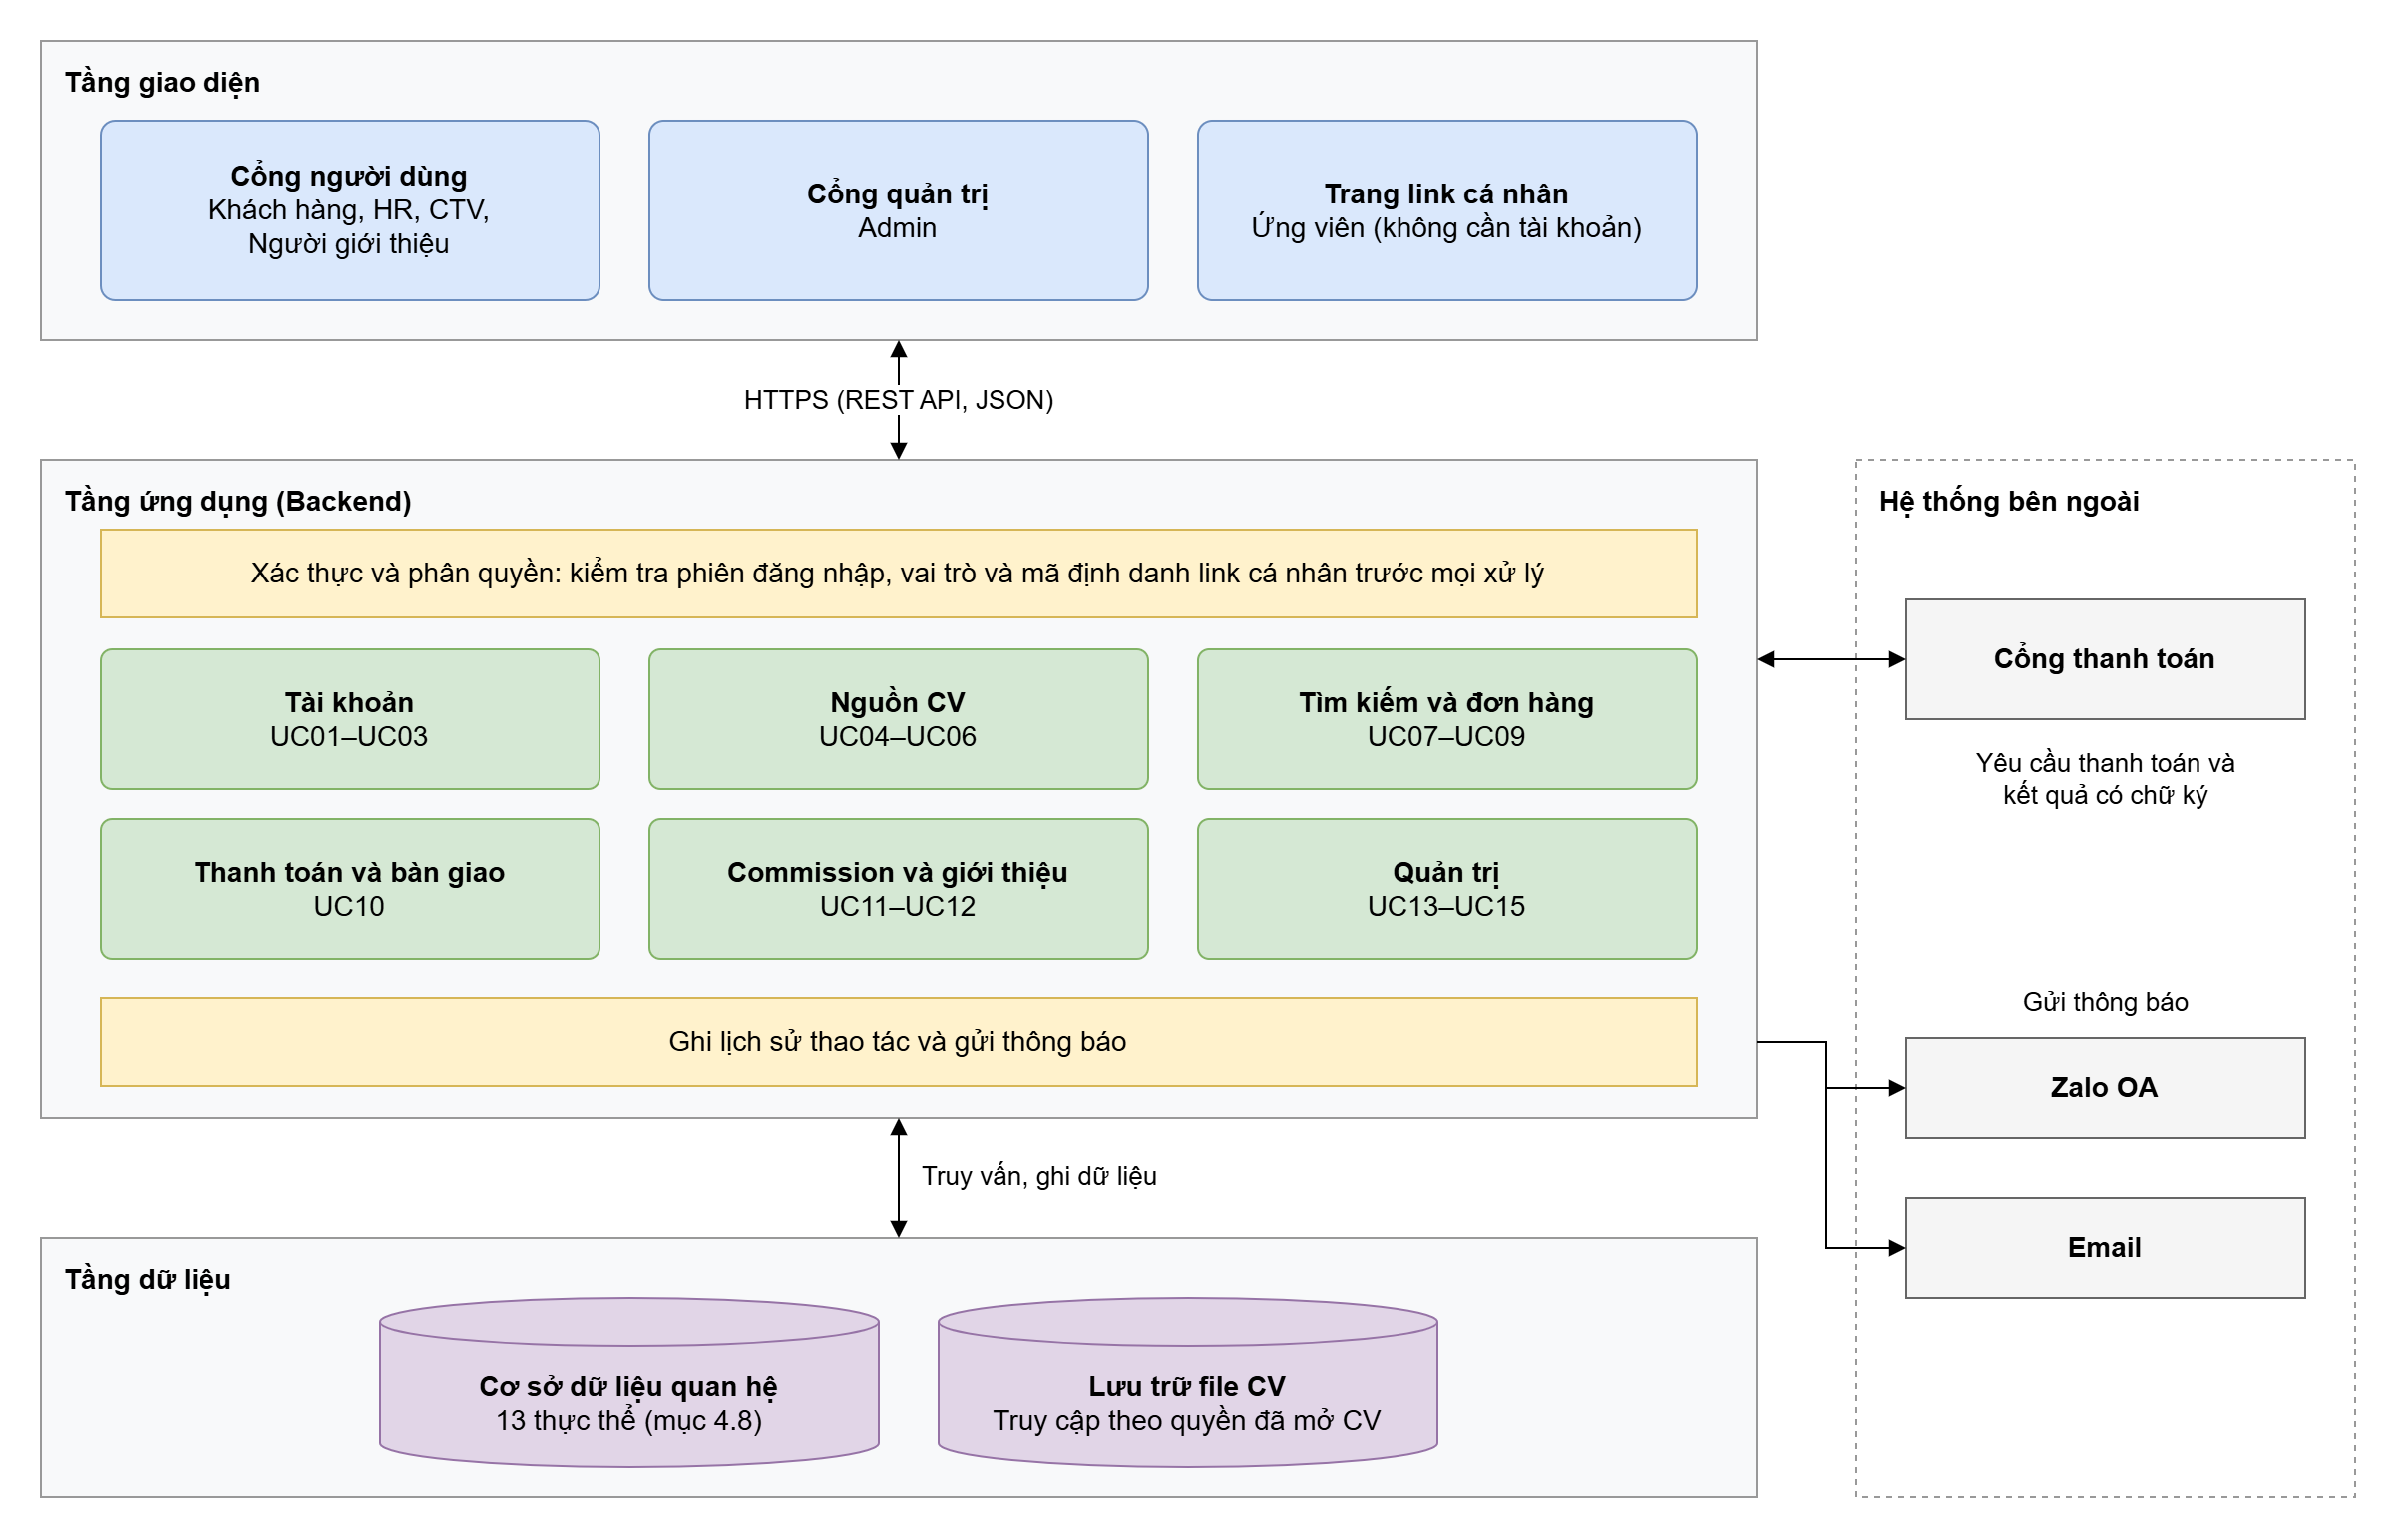 Tầng giao diện
Cổng người dùng
Khách hàng, HR, CTV,
Người giới thiệu
Cổng quản trị
Admin
Trang link cá nhân
Ứng viên (không cần tài khoản)
HTTPS (REST API, JSON)
Tầng ứng dụng (Backend)
Xác thực và phân quyền: kiểm tra phiên đăng nhập, vai trò và mã định danh link cá nhân trước mọi xử lý
Tài khoản
UC01–UC03
Nguồn CV
UC04–UC06
Tìm kiếm và đơn hàng
UC07–UC09
Thanh toán và bàn giao
UC10
Commission và giới thiệu
UC11–UC12
Quản trị
UC13–UC15
Ghi lịch sử thao tác và gửi thông báo
Hệ thống bên ngoài
Cổng thanh toán
Yêu cầu thanh toán và
kết quả có chữ ký
Gửi thông báo
Zalo OA
Email
Truy vấn, ghi dữ liệu
Tầng dữ liệu
Cơ sở dữ liệu quan hệ
13 thực thể (mục 4.8)
Lưu trữ file CV
Truy cập theo quyền đã mở CV